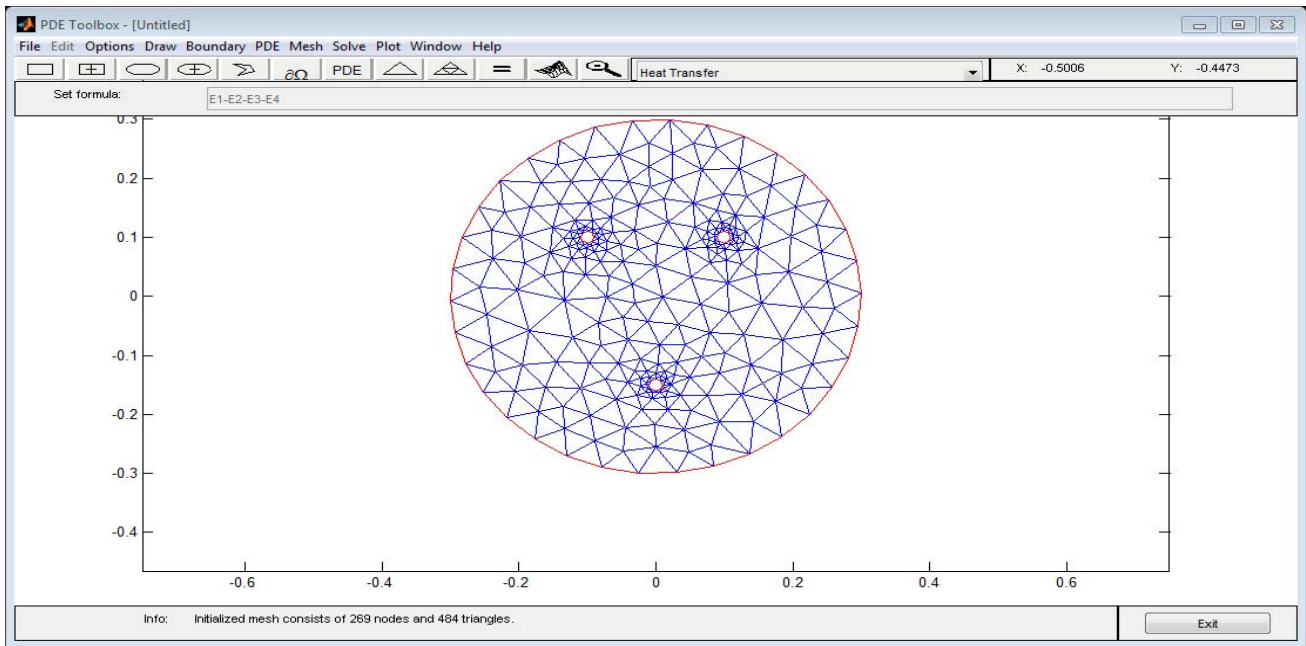 PDE Toolbox - [Untitled]
File Edit Options Draw Boundary PDE Mesh Solve Plot Window Help
∂Ω PDE = Heat Transfer X: -0.5006 Y: -0.4473
Set formula: E1-E2-E3-E4
0.3
0.2
0.1
0
-0.1
-0.2
-0.3
-0.4
-0.6 -0.4 -0.2 0 0.2 0.4 0.6
Info: Initialized mesh consists of 269 nodes and 484 triangles. Exit